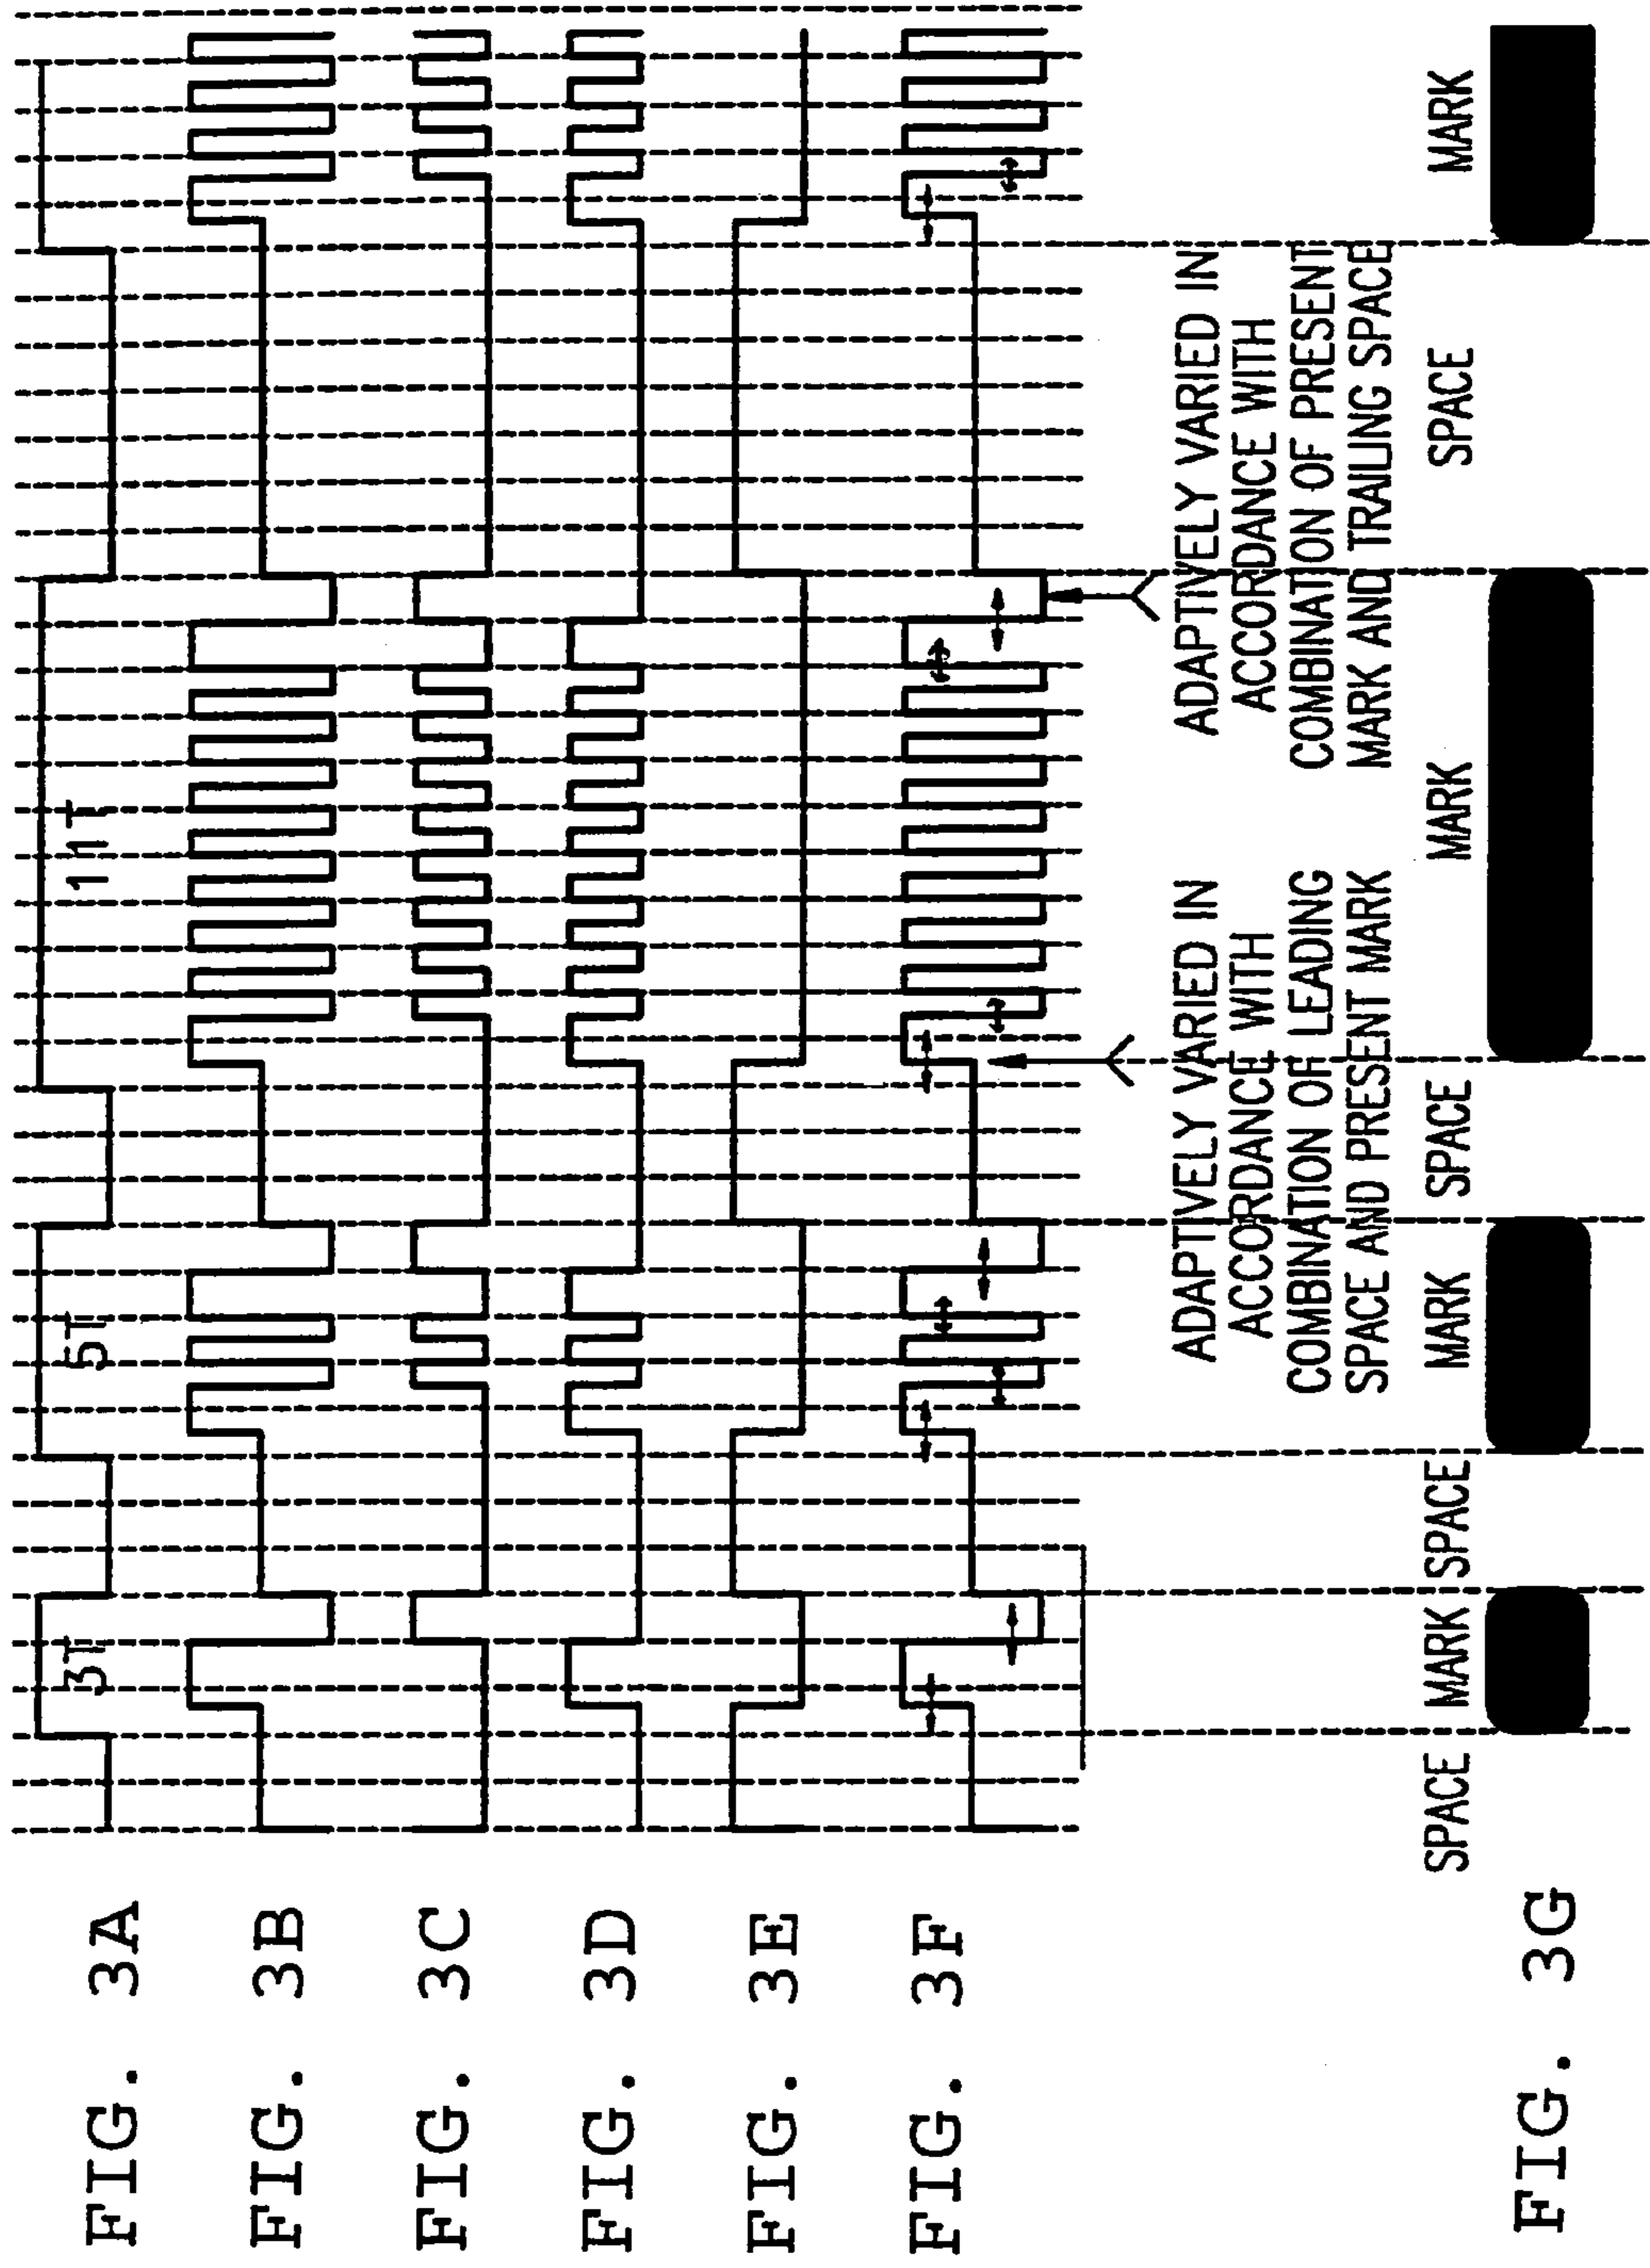 FIG. 3A
3T
5T
11T
FIG. 3B
FIG. 3C
FIG. 3D
FIG. 3E
FIG. 3F
ADAPTIVELY VARIED IN
ACCORDANCE WITH
COMBINATION OF LEADING
SPACE AND PRESENT MARK
ADAPTIVELY VARIED IN
ACCORDANCE WITH
COMBINATION OF PRESENT
MARK AND TRAILING SPACE
SPACE MARK SPACE MARK SPACE MARK SPACE MARK
FIG. 3G